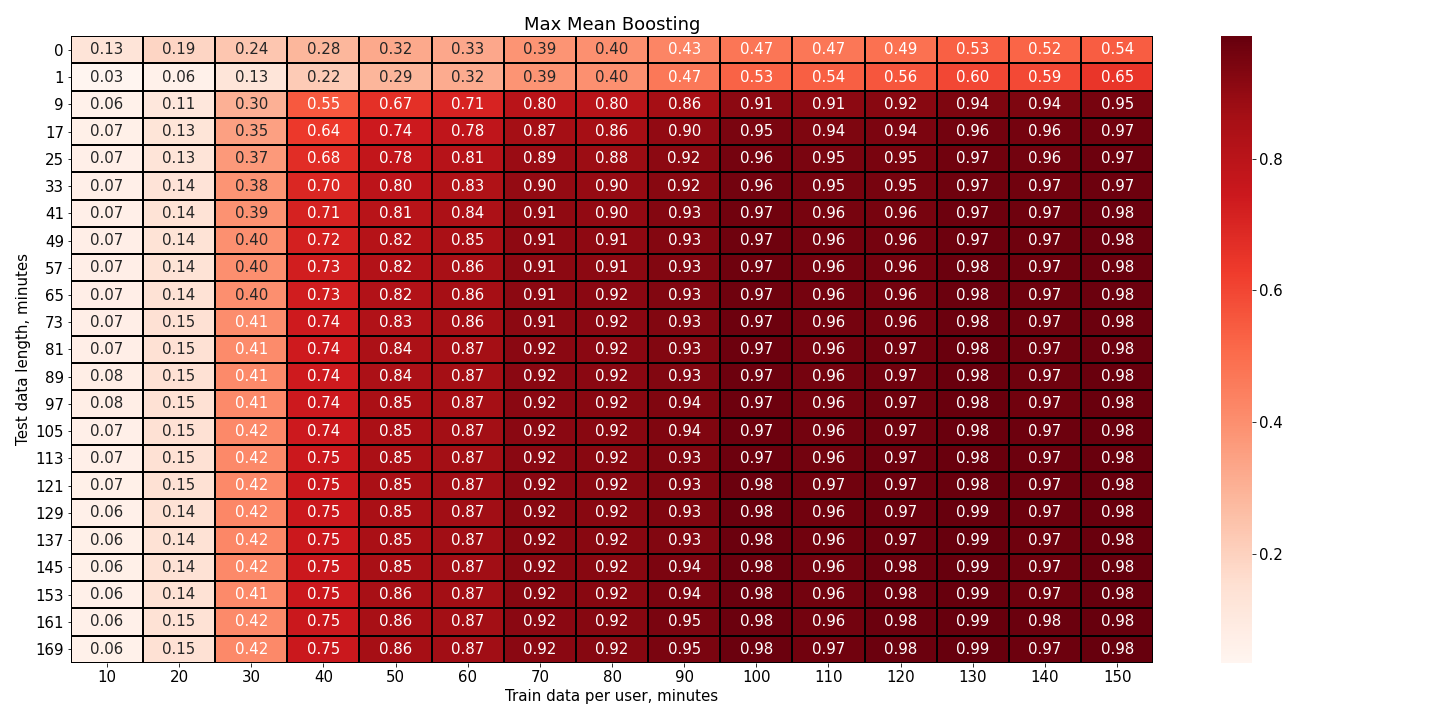 Max Mean Boosting
0 0.13 0.19 0.24 0.28 0.32 0.33 0.39 0.40 0.43 0.47 0.47 0.49 0.53 0.52 0.54
1 0.03 0.06 0.13 0.22 0.29 0.32 0.39 0.40 0.47 0.53 0.54 0.56 0.60 0.59 0.65
9 0.06 0.11 0.30 0.55 0.67 0.71 0.80 0.80 0.86 0.91 0.91 0.92 0.94 0.94 0.95
17 0.07 0.13 0.35 0.64 0.74 0.78 0.87 0.86 0.90 0.95 0.94 0.94 0.96 0.96 0.97
25 0.07 0.13 0.37 0.68 0.78 0.81 0.89 0.88 0.92 0.96 0.95 0.95 0.97 0.96 0.97
33 0.07 0.14 0.38 0.70 0.80 0.83 0.90 0.90 0.92 0.96 0.95 0.95 0.97 0.97 0.97
41 0.07 0.14 0.39 0.71 0.81 0.84 0.91 0.90 0.93 0.97 0.96 0.96 0.97 0.97 0.98
49 0.07 0.14 0.40 0.72 0.82 0.85 0.91 0.91 0.93 0.97 0.96 0.96 0.97 0.97 0.98
57 0.07 0.14 0.40 0.73 0.82 0.86 0.91 0.91 0.93 0.97 0.96 0.96 0.98 0.97 0.98
65 0.07 0.14 0.40 0.73 0.82 0.86 0.91 0.92 0.93 0.97 0.96 0.96 0.98 0.97 0.98
73 0.07 0.15 0.41 0.74 0.83 0.86 0.91 0.92 0.93 0.97 0.96 0.96 0.98 0.97 0.98
81 0.07 0.15 0.41 0.74 0.84 0.87 0.92 0.92 0.93 0.97 0.96 0.97 0.98 0.97 0.98
89 0.08 0.15 0.41 0.74 0.84 0.87 0.92 0.92 0.93 0.97 0.96 0.97 0.98 0.97 0.98
97 0.08 0.15 0.41 0.74 0.85 0.87 0.92 0.92 0.94 0.97 0.96 0.97 0.98 0.97 0.98
105 0.07 0.15 0.42 0.74 0.85 0.87 0.92 0.92 0.94 0.97 0.96 0.97 0.98 0.97 0.98
113 0.07 0.15 0.42 0.75 0.85 0.87 0.92 0.92 0.93 0.97 0.96 0.97 0.98 0.97 0.98
121 0.07 0.15 0.42 0.75 0.85 0.87 0.92 0.92 0.93 0.98 0.97 0.97 0.98 0.97 0.98
129 0.06 0.14 0.42 0.75 0.85 0.87 0.92 0.92 0.93 0.98 0.96 0.97 0.99 0.97 0.98
137 0.06 0.14 0.42 0.75 0.85 0.87 0.92 0.92 0.93 0.98 0.96 0.97 0.99 0.97 0.98
145 0.06 0.14 0.42 0.75 0.85 0.87 0.92 0.92 0.94 0.98 0.96 0.98 0.99 0.97 0.98
153 0.06 0.14 0.41 0.75 0.86 0.87 0.92 0.92 0.94 0.98 0.96 0.98 0.99 0.97 0.98
161 0.06 0.15 0.42 0.75 0.86 0.87 0.92 0.92 0.95 0.98 0.96 0.98 0.99 0.98 0.98
169 0.06 0.15 0.42 0.75 0.86 0.87 0.92 0.92 0.95 0.98 0.97 0.98 0.99 0.97 0.98
10 20 30 40 50 60 70 80 90 100 110 120 130 140 150
Train data per user, minutes
Test data length, minutes
0.8
0.6
0.4
0.2